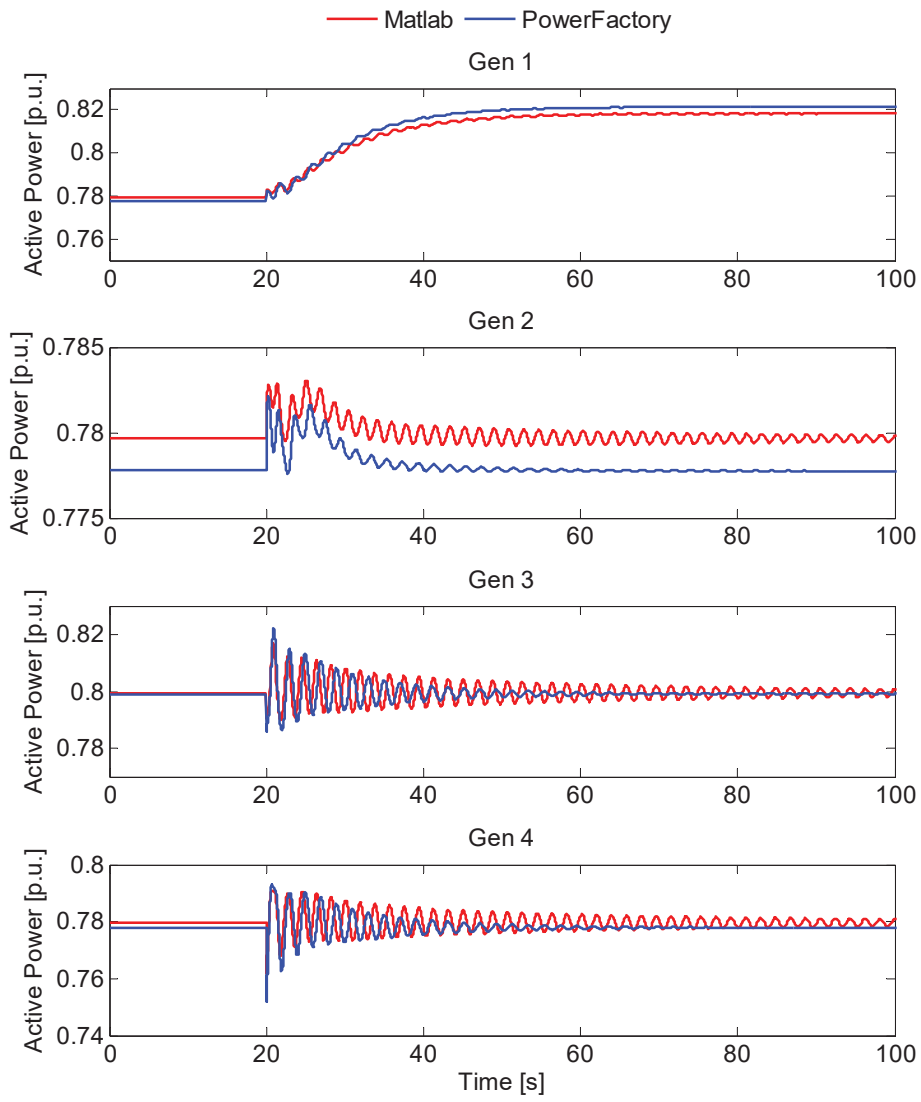 Matlab PowerFactory
Gen 1
Active Power [p.u.]
0.82
0.8
0.78
0.76
0 20 40 60 80 100
Gen 2
Active Power [p.u.]
0.785
0.78
0.775
0 20 40 60 80 100
Gen 3
Active Power [p.u.]
0.82
0.8
0.78
0 20 40 60 80 100
Gen 4
Active Power [p.u.]
0.8
0.78
0.76
0.74
0 20 40 60 80 100
Time [s]